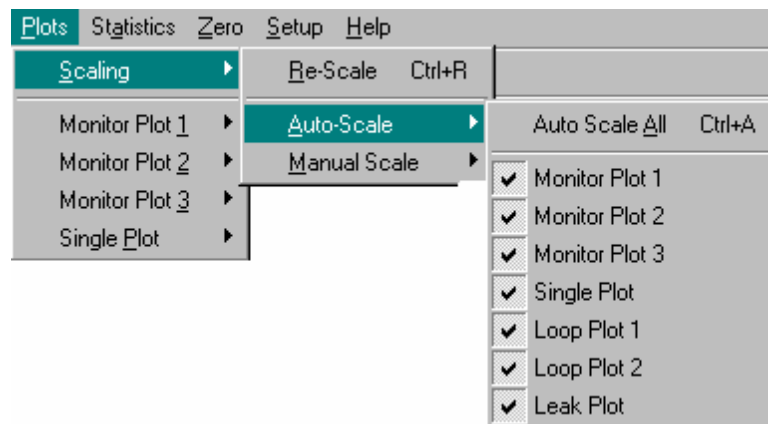 Plots Statistics Zero Setup Help
Scaling
Monitor Plot 1
Monitor Plot 2
Monitor Plot 3
Single Plot
Re-Scale Ctrl+R
Auto-Scale
Manual Scale
Auto Scale All Ctrl+A
Monitor Plot 1
Monitor Plot 2
Monitor Plot 3
Single Plot
Loop Plot 1
Loop Plot 2
Leak Plot